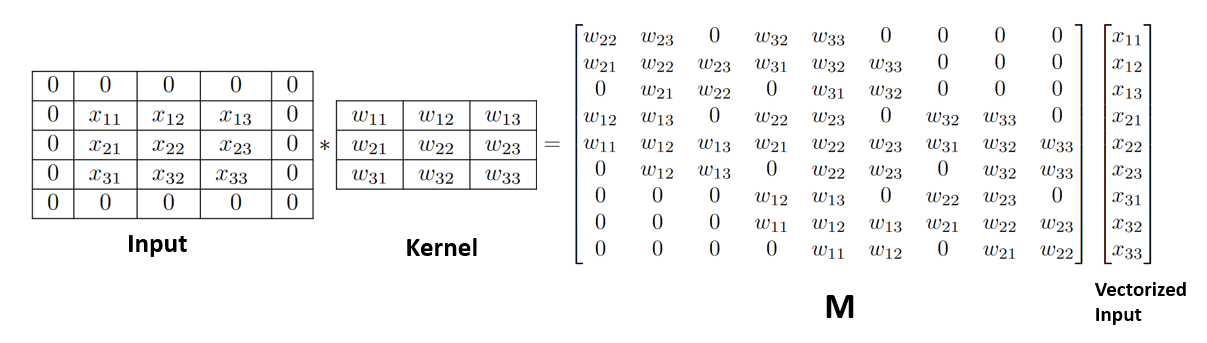 0 0 0 0 0
0 x₁₁ x₁₂ x₁₃ 0
0 x₂₁ x₂₂ x₂₃ 0
0 x₃₁ x₃₂ x₃₃ 0
0 0 0 0 0
Input
*
w₁₁ w₁₂ w₁₃
w₂₁ w₂₂ w₂₃
w₃₁ w₃₂ w₃₃
Kernel
=
w₂₂ w₂₃ 0 w₃₂ w₃₃ 0 0 0 0
w₂₁ w₂₂ w₂₃ w₃₁ w₃₂ w₃₃ 0 0 0
0 w₂₁ w₂₂ 0 w₃₁ w₃₂ 0 0 0
w₁₂ w₁₃ 0 w₂₂ w₂₃ 0 w₃₂ w₃₃ 0
w₁₁ w₁₂ w₁₃ w₂₁ w₂₂ w₂₃ w₃₁ w₃₂ w₃₃
0 w₁₂ w₁₃ 0 w₂₂ w₂₃ 0 w₃₂ w₃₃
0 0 0 w₁₂ w₁₃ 0 w₂₂ w₂₃ 0
0 0 0 w₁₁ w₁₂ w₁₃ w₂₁ w₂₂ w₂₃
0 0 0 0 w₁₁ w₁₂ 0 w₂₁ w₂₂
M
x₁₁
x₁₂
x₁₃
x₂₁
x₂₂
x₂₃
x₃₁
x₃₂
x₃₃
Vectorized
Input